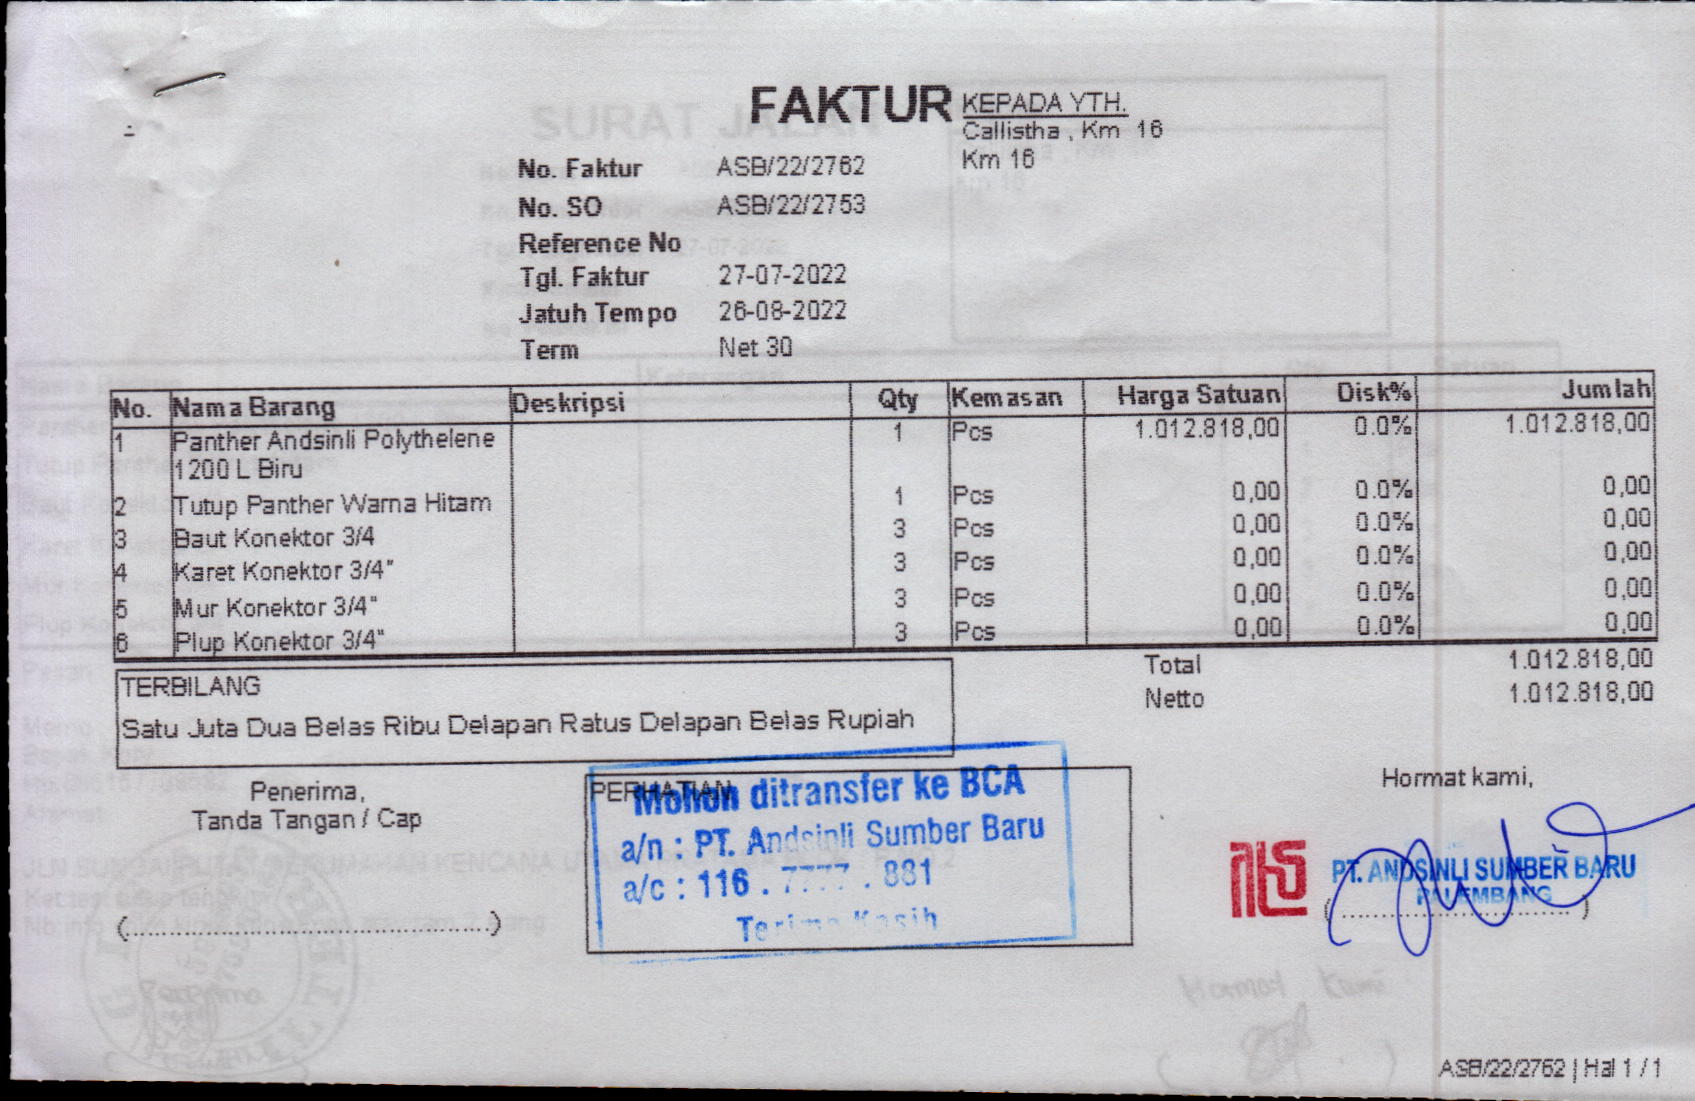 FAKTUR
KEPADA YTH.
Callistha , Km 16
Km 16
No. Faktur ASB/22/2762
No. SO ASB/22/2753
Reference No
Tgl. Faktur 27-07-2022
Jatuh Tempo 26-08-2022
Term Net 30
No. Nama Barang Deskripsi Qty Kemasan Harga Satuan Disk% Jumlah
1 Panther Andsinli Polythelene 1 Pcs 1.012.818,00 0.0% 1.012.818,00
1200 L Biru
2 Tutup Panther Warna Hitam 1 Pcs 0,00 0.0% 0,00
3 Baut Konektor 3/4 3 Pcs 0,00 0.0% 0,00
4 Karet Konektor 3/4" 3 Pcs 0,00 0.0% 0,00
5 Mur Konektor 3/4" 3 Pcs 0,00 0.0% 0,00
6 Plup Konektor 3/4" 3 Pcs 0,00 0.0% 0,00
Total 1.012.818,00
Netto 1.012.818,00
TERBILANG
Satu Juta Dua Belas Ribu Delapan Ratus Delapan Belas Rupiah
Penerima,
Tanda Tangan / Cap
(................................................)
PERHATIAN
Mohon ditransfer ke BCA
a/n : PT. Andsinli Sumber Baru
a/c : 116 . 7777 . 881
Terima Kasih
Hormat kami,
PT. ANDSINLI SUMBER BARU
PALEMBANG
(................................)
ASB/22/2762 | Hal 1 / 1
SURAT JALAN